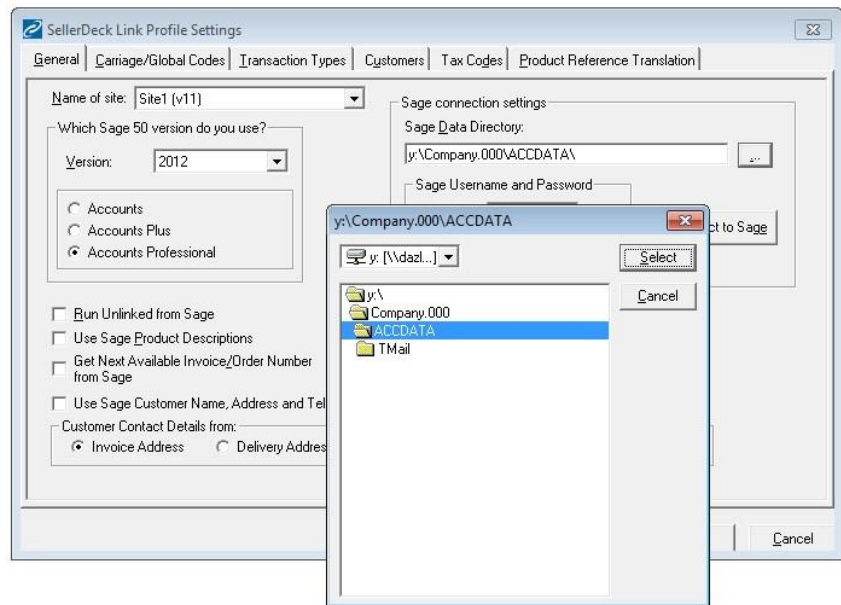 SellerDeck Link Profile Settings
General Carriage/Global Codes Transaction Types Customers Tax Codes Product Reference Translation
Name of site: Site1 (v11)
Which Sage 50 version do you use?
Version: 2012
Accounts
Accounts Plus
Accounts Professional
Run Unlinked from Sage
Use Sage Product Descriptions
Get Next Available Invoice/Order Number
from Sage
Use Sage Customer Name, Address and Tel
Customer Contact Details from:
Invoice Address Delivery Addres
Sage connection settings
Sage Data Directory:
y:\Company.000\ACCDATA\ ...
Sage Username and Password
ct to Sage
y:\Company.000\ACCDATA
y: [\\dazl...] Select
Cancel
y:\
Company.000
ACCDATA
TMail
Cancel